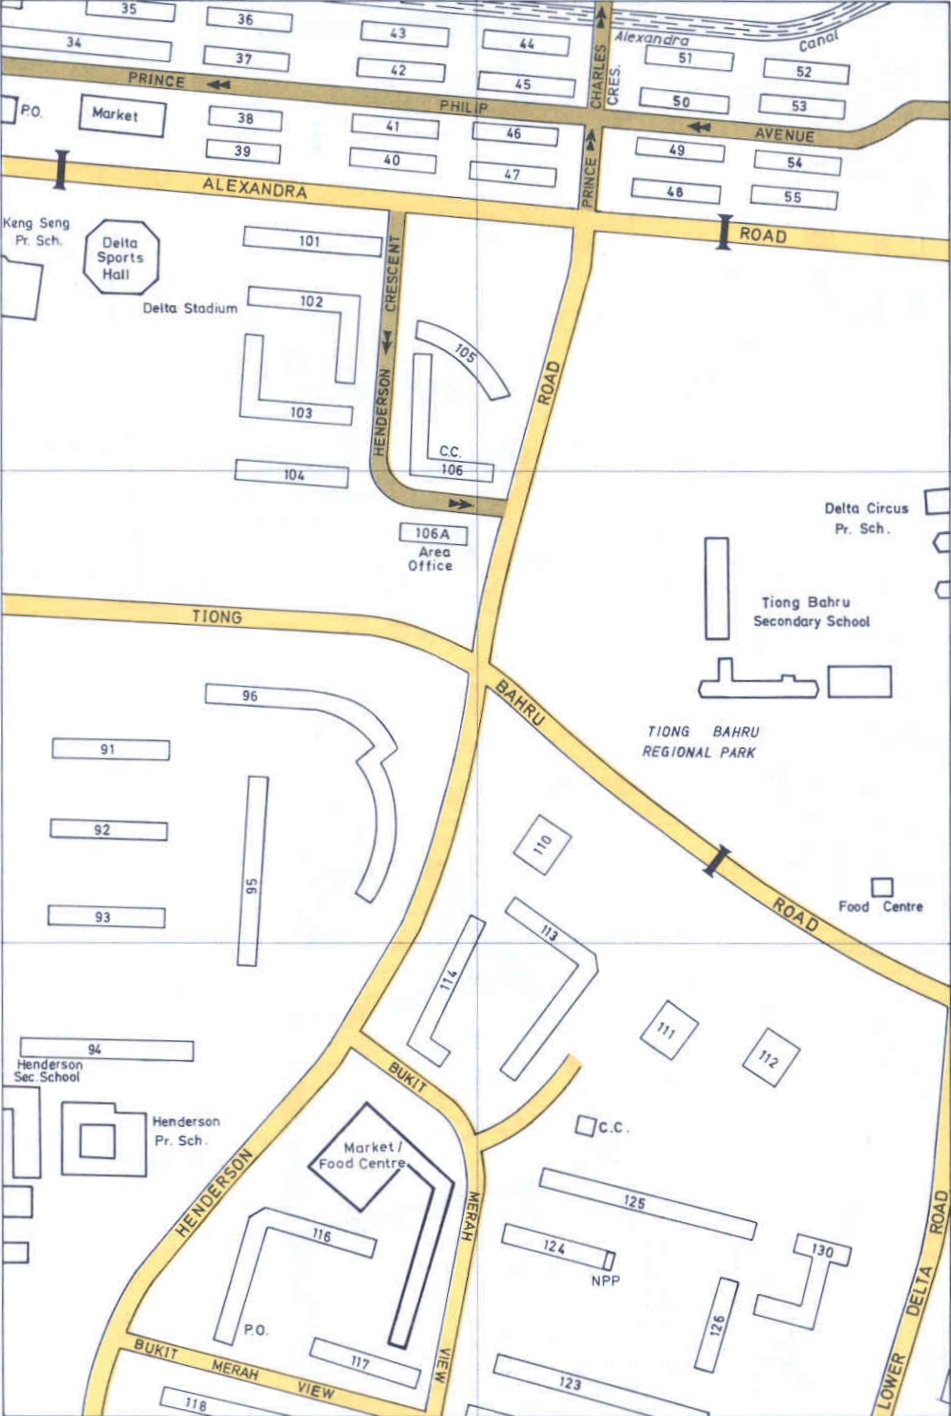 35
36
43
44
Alexandra
Canal
34
37
42
45
CHARLES
CRES.
51
52
PRINCE
PHILIP
50
53
P.O.
Market
38
41
46
AVENUE
39
40
47
PRINCE
49
54
48
55
ALEXANDRA
ROAD
Keng Seng
Pr. Sch.
Delta
Sports
Hall
101
CRESCENT
Delta Stadium
102
105
ROAD
103
HENDERSON
C.C.
106
104
106A
Area
Office
Delta Circus
Pr. Sch.
Tiong Bahru
Secondary School
TIONG
96
BAHRU
TIONG BAHRU
REGIONAL PARK
91
92
110
95
93
Food Centre
ROAD
113
114
111
112
94
Henderson
Sec. School
BUKIT
Henderson
Pr. Sch.
C.C.
Market /
Food Centre
HENDERSON
MERAH
125
116
124
130
NPP
ROAD
DELTA
LOWER
126
P.O.
117
VIEW
BUKIT
MERAH
VIEW
123
118